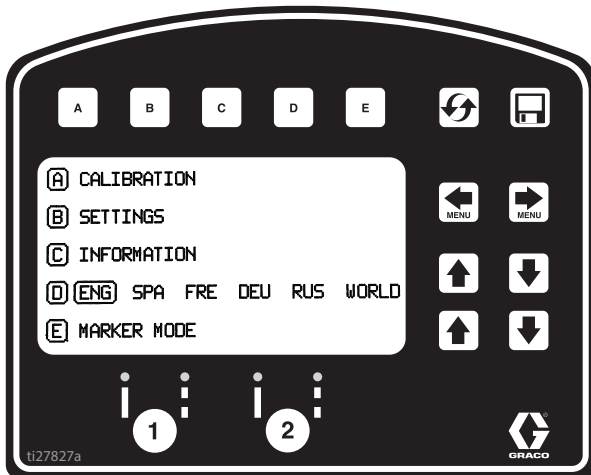 A B C D E
A CALIBRATION
MENU MENU
B SETTINGS
C INFORMATION
D ENG SPA FRE DEU RUS WORLD
E MARKER MODE
1 2
ti27827a
GRACO